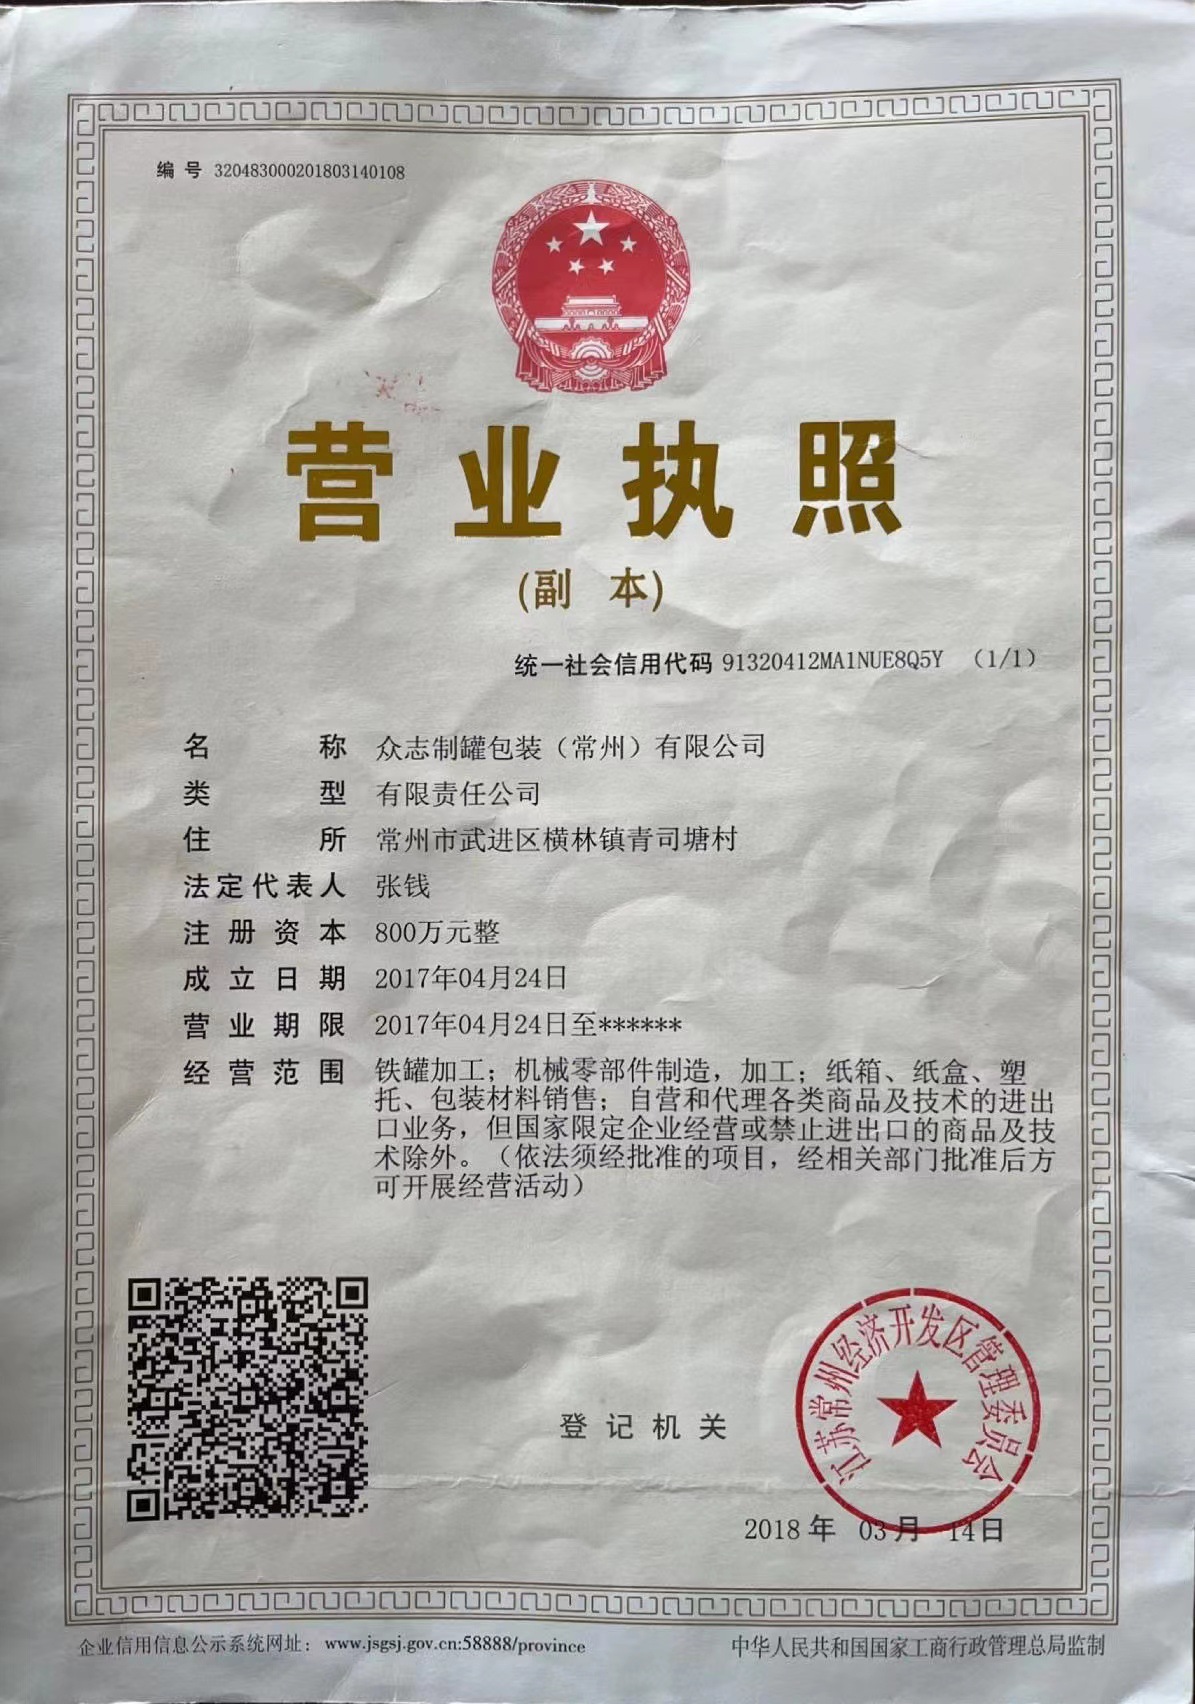 编号 320483000201803140108
营业执照
(副本)
统一社会信用代码 91320412MA1NUE8Q5Y （1/1）
名称 众志制罐包装（常州）有限公司
类型 有限责任公司
住所 常州市武进区横林镇青司塘村
法定代表人 张钱
注册资本 800万元整
成立日期 2017年04月24日
营业期限 2017年04月24日至******
经营范围 铁罐加工；机械零部件制造，加工；纸箱、纸盒、塑
托、包装材料销售；自营和代理各类商品及技术的进出
口业务，但国家限定企业经营或禁止进出口的商品及技
术除外。（依法须经批准的项目，经相关部门批准后方
可开展经营活动）
江苏常州经济开发区管理委员会
登记机关
2018年 03月 14日
企业信用信息公示系统网址：www.jsgsj.gov.cn:58888/province
中华人民共和国国家工商行政管理总局监制